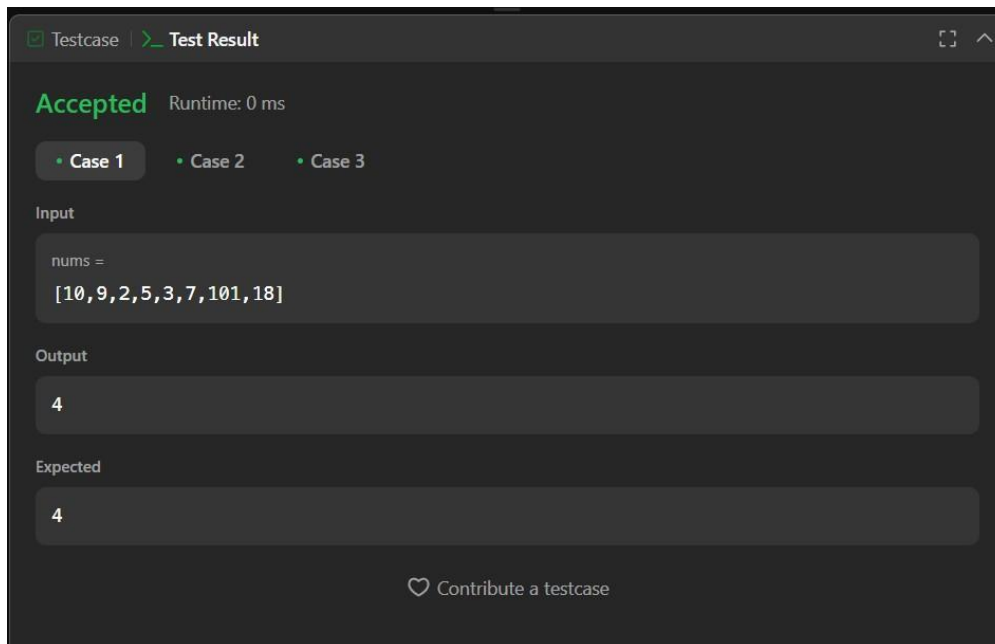 Testcase | >_ Test Result
Accepted Runtime: 0 ms
• Case 1 • Case 2 • Case 3
Input
nums =
[10,9,2,5,3,7,101,18]
Output
4
Expected
4
Contribute a testcase